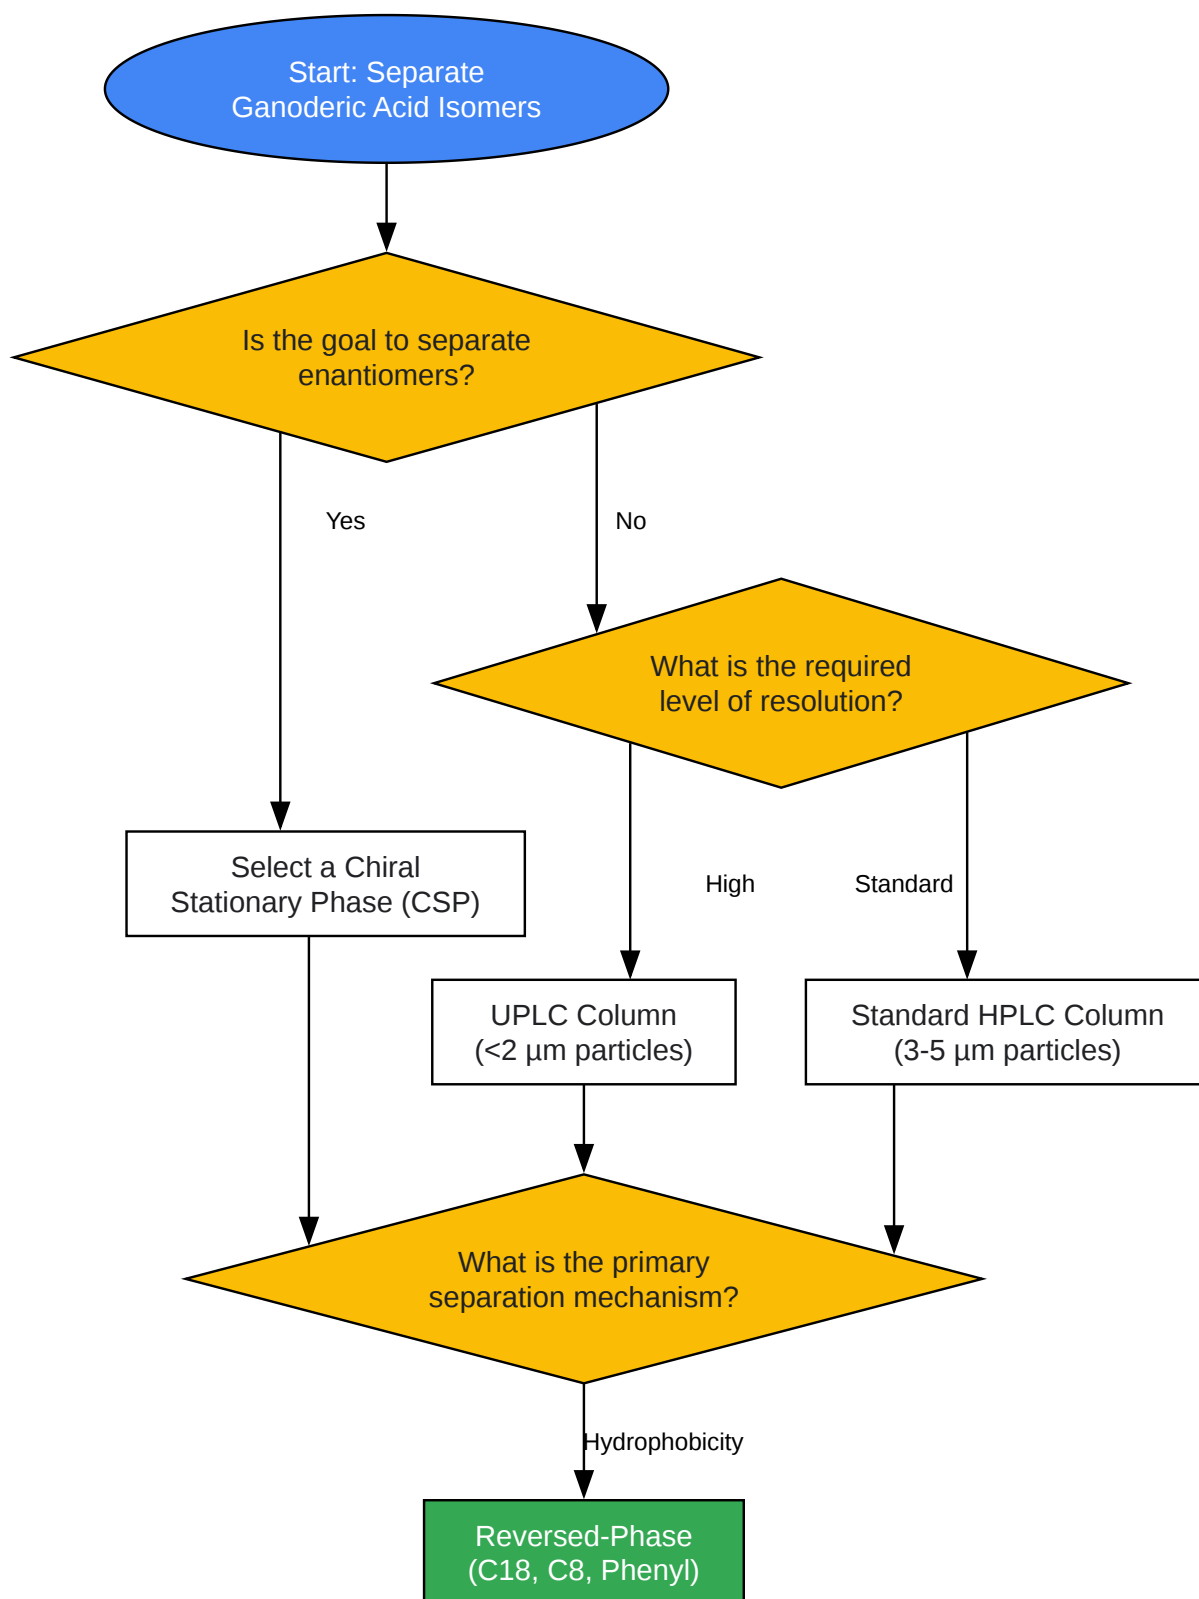 Start: Separate
Ganoderic Acid Isomers
Is the goal to separate
enantiomers?
Yes
No
What is the required
level of resolution?
Select a Chiral
Stationary Phase (CSP)
High
Standard
UPLC Column
(<2 µm particles)
Standard HPLC Column
(3-5 µm particles)
What is the primary
separation mechanism?
Hydrophobicity
Reversed-Phase
(C18, C8, Phenyl)